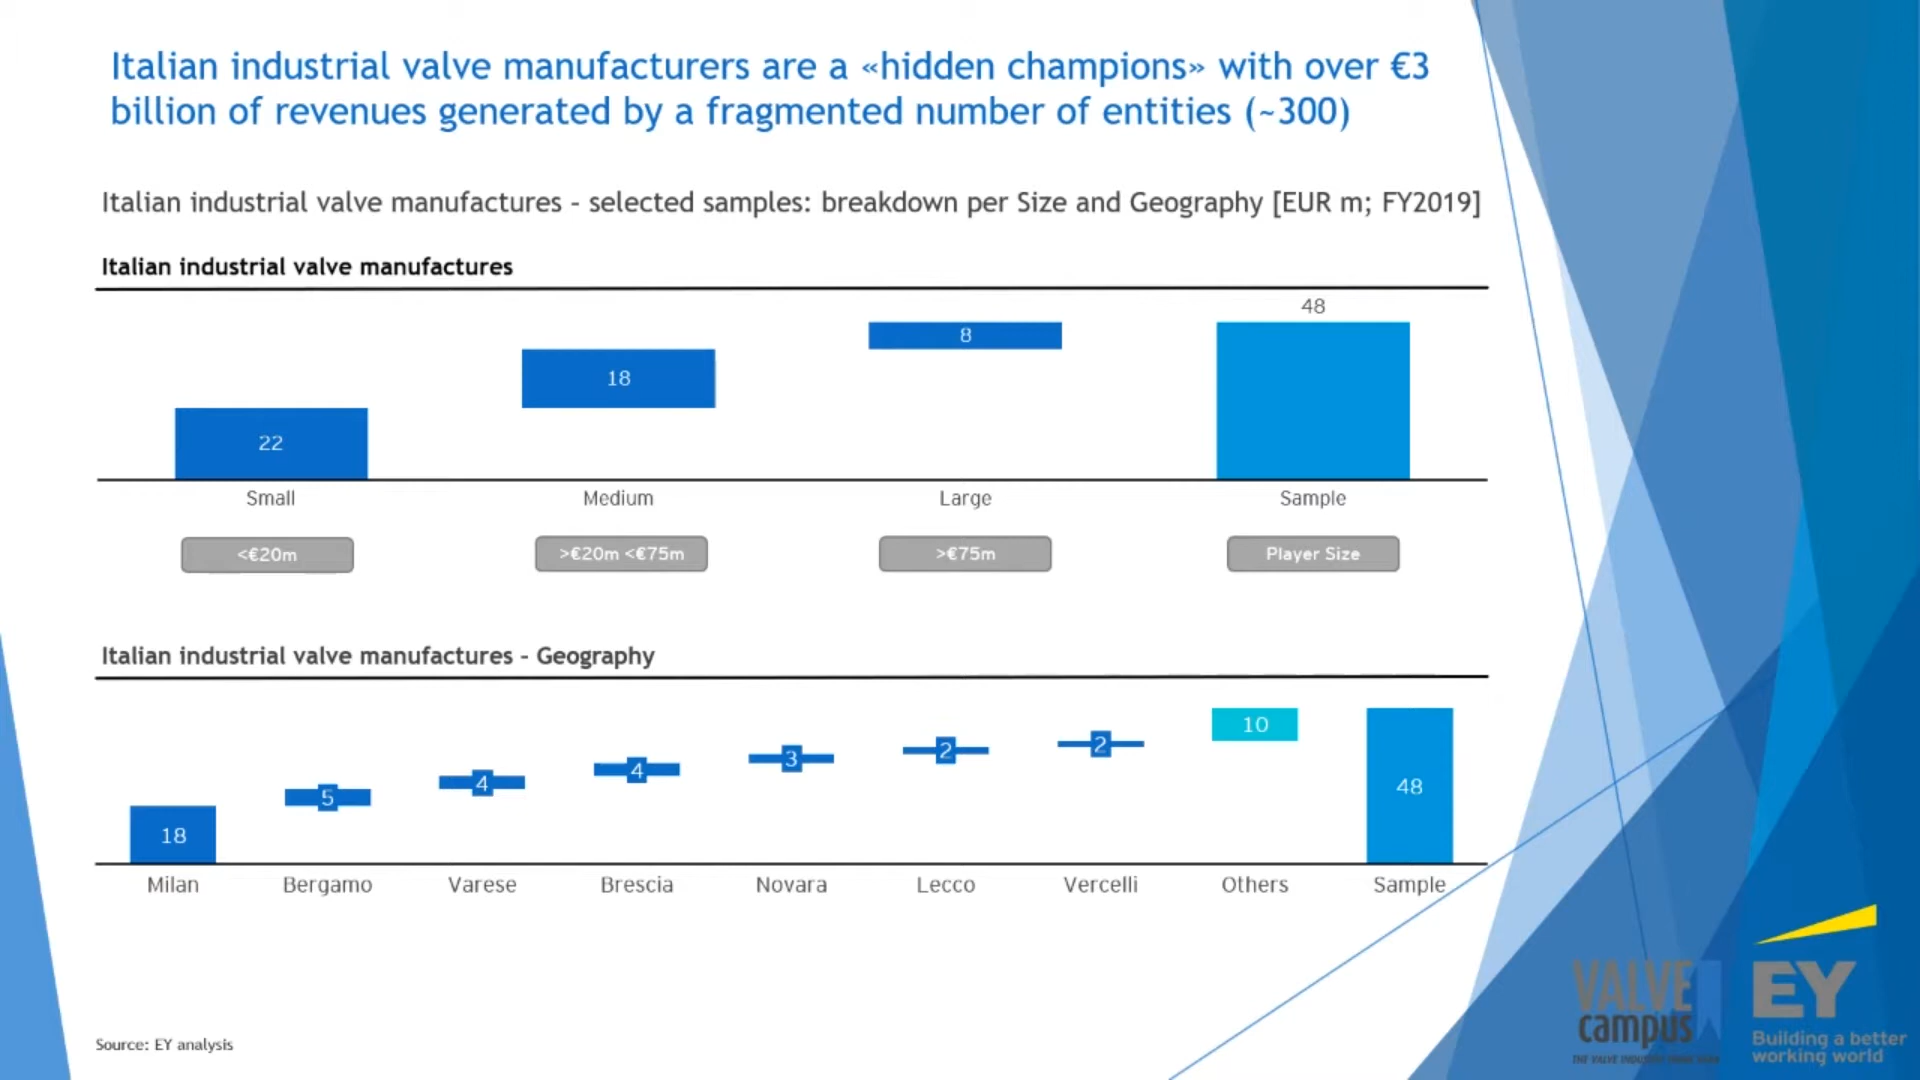 Italian industrial valve manufacturers are a «hidden champions» with over €3
billion of revenues generated by a fragmented number of entities (~300)
Italian industrial valve manufactures - selected samples: breakdown per Size and Geography [EUR m; FY2019]
Italian industrial valve manufactures
48
8
18
22
Small Medium Large Sample
<€20m >€20m <€75m >€75m Player Size
Italian industrial valve manufactures - Geography
10
2
2
3
4
4
5
48
18
Milan Bergamo Varese Brescia Novara Lecco Vercelli Others Sample
VALVE
campus
EY
Building a better
working world
Source: EY analysis